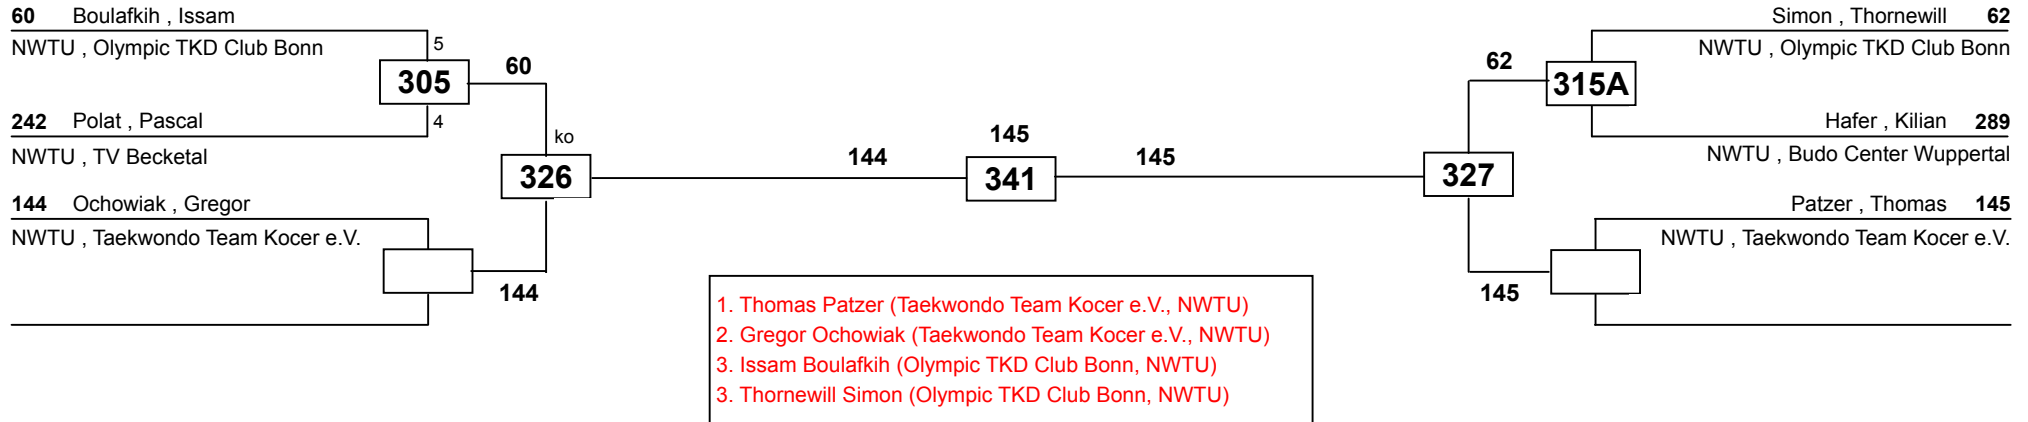 60 Boulafkih , Issam
NWTU , Olympic TKD Club Bonn
5
305
60
242 Polat , Pascal
4
NWTU , TV Becketal
ko
326
144
144 Ochowiak , Gregor
NWTU , Taekwondo Team Kocer e.V.
144
145
341
145
Simon , Thornewill 62
NWTU , Olympic TKD Club Bonn
62
315A
Hafer , Kilian 289
NWTU , Budo Center Wuppertal
327
Patzer , Thomas 145
NWTU , Taekwondo Team Kocer e.V.
145
1. Thomas Patzer (Taekwondo Team Kocer e.V., NWTU)
2. Gregor Ochowiak (Taekwondo Team Kocer e.V., NWTU)
3. Issam Boulafkih (Olympic TKD Club Bonn, NWTU)
3. Thornewill Simon (Olympic TKD Club Bonn, NWTU)